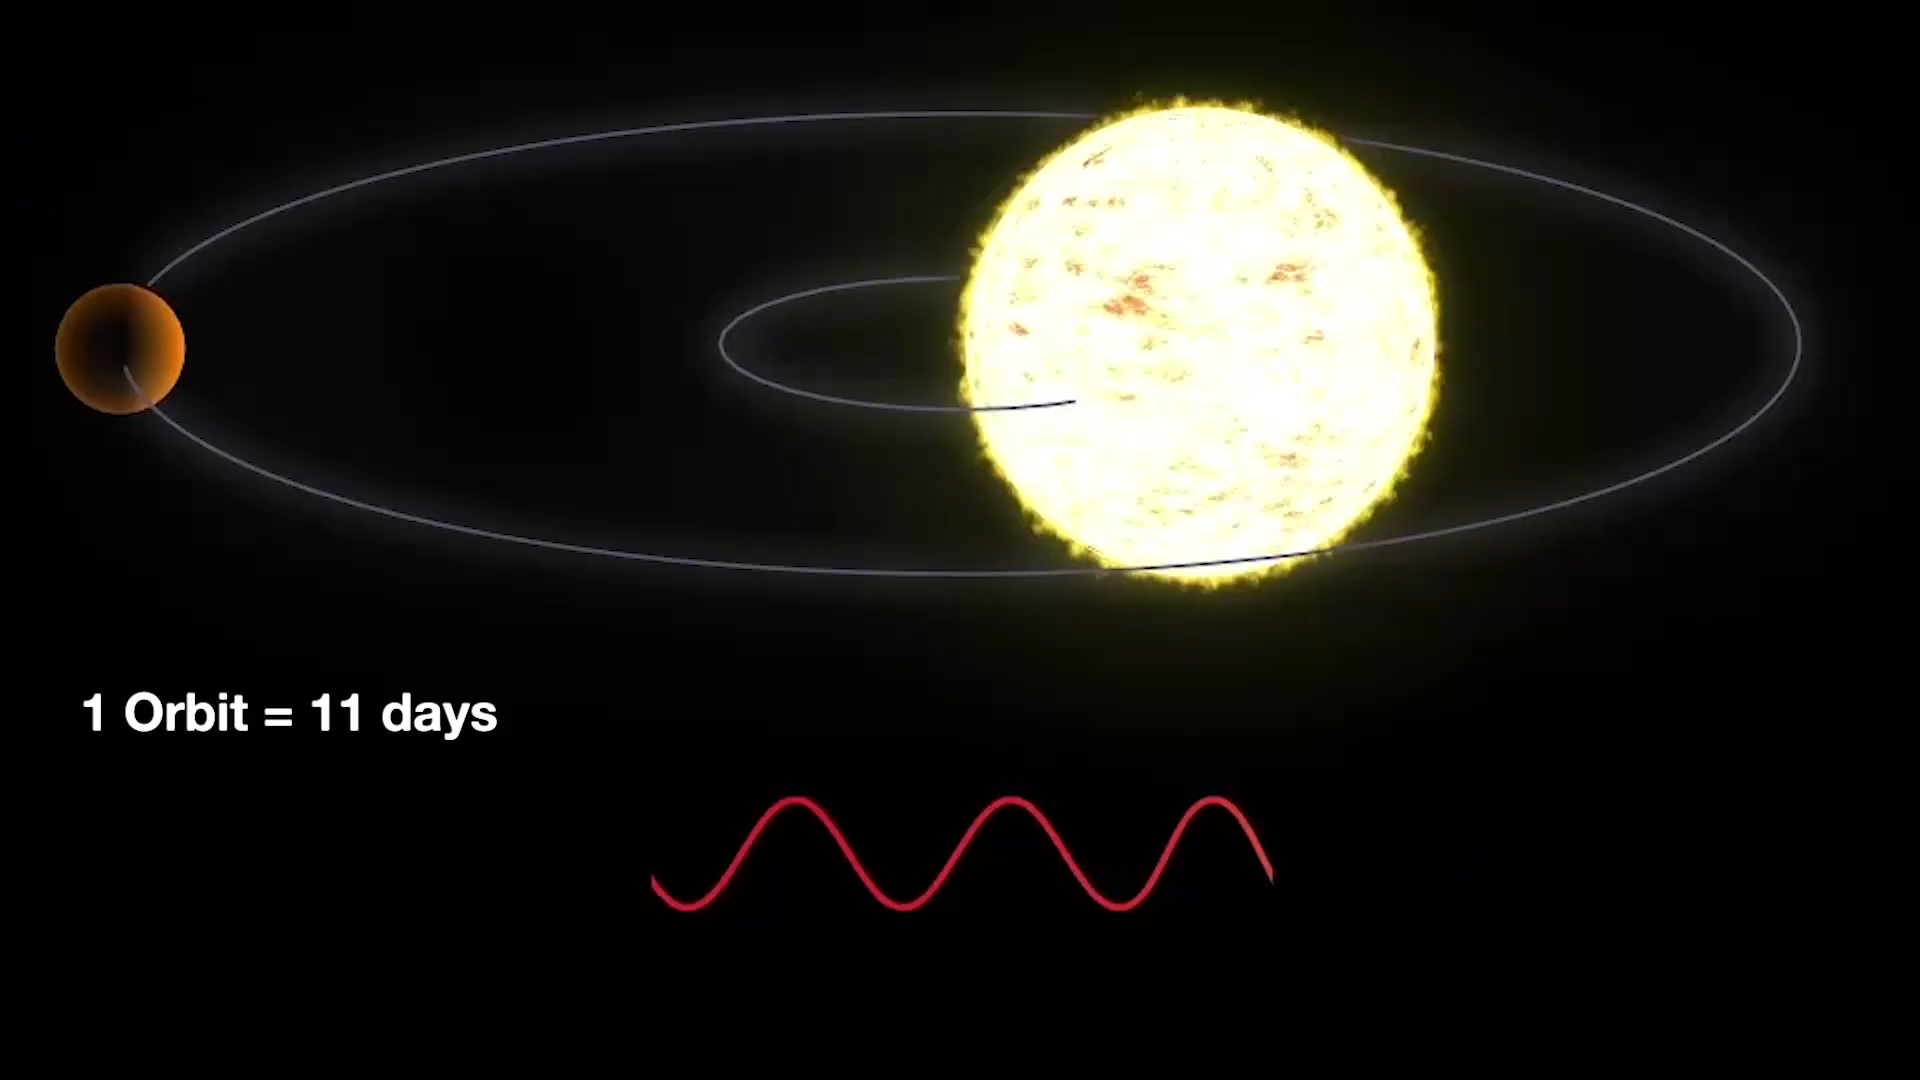 1 Orbit = 11 days